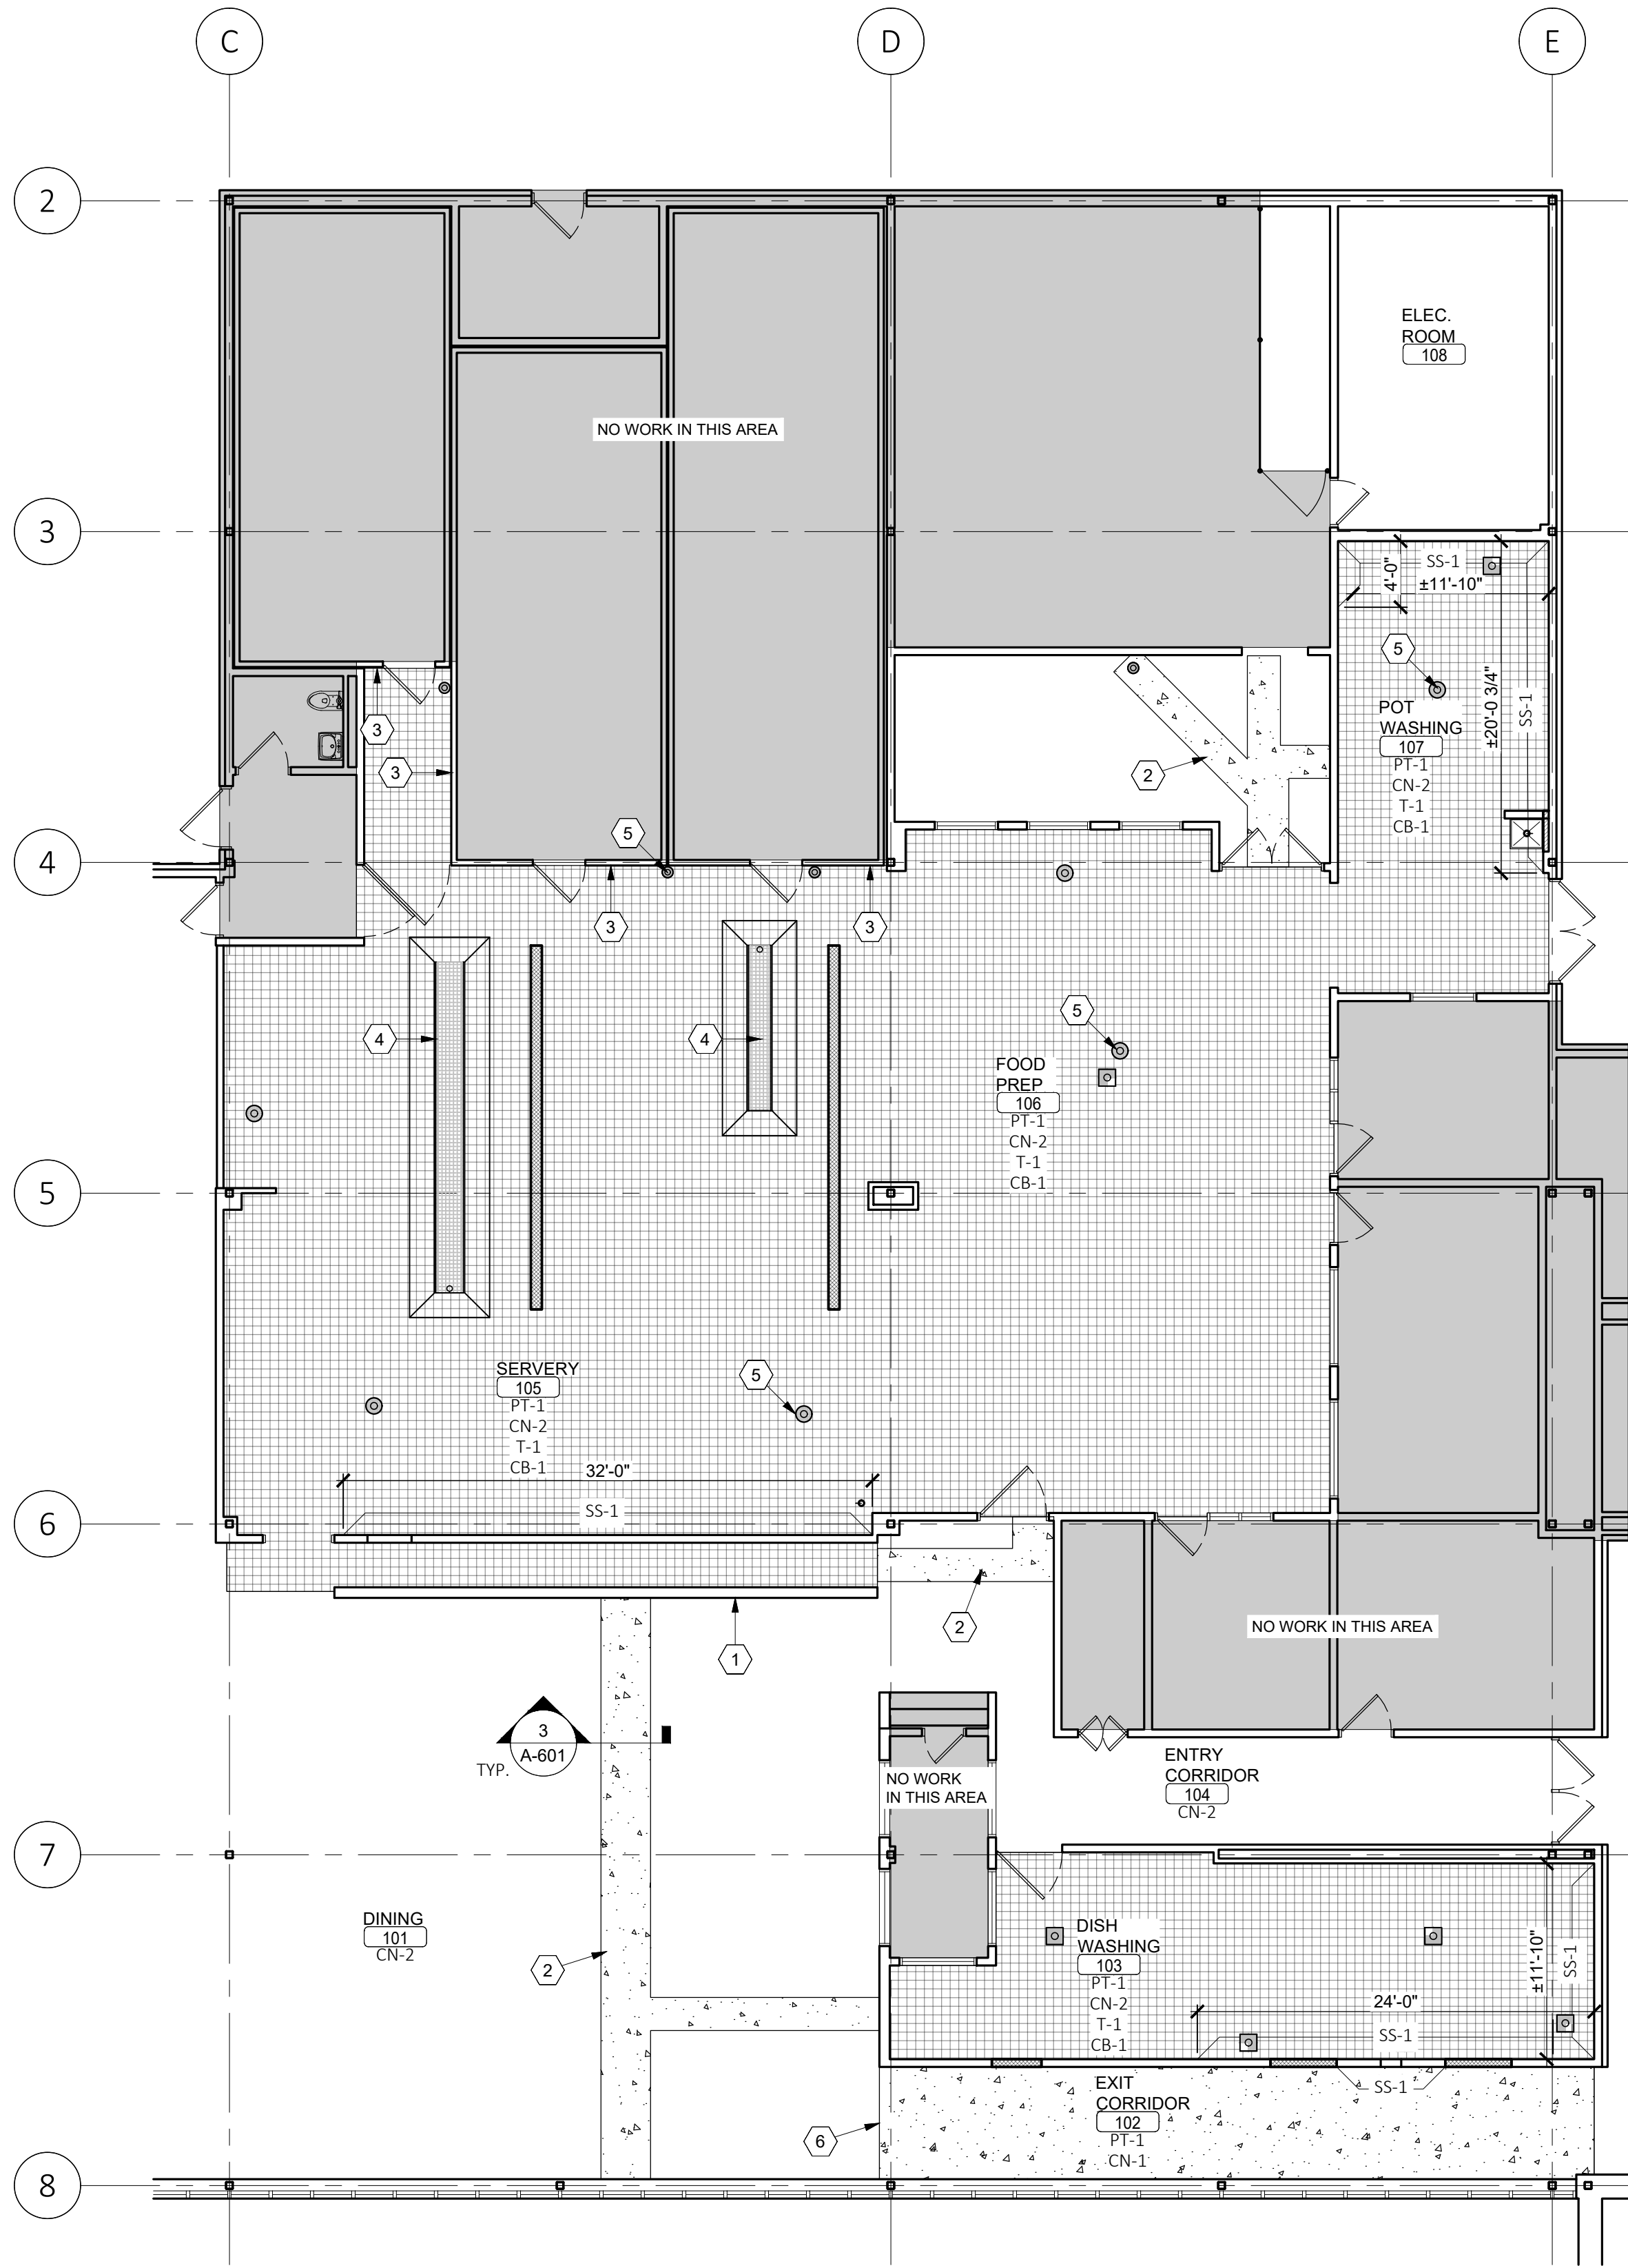 C
D
E
2
ELEC.
ROOM
108
NO WORK IN THIS AREA
3
SS-1
4'-0"
±11'-10"
5
POT
WASHING
107
PT-1
CN-2
T-1
CB-1
±20'-0 3/4"
SS-1
3
3
2
5
4
3
3
4
4
5
FOOD
PREP
106
PT-1
CN-2
T-1
CB-1
5
SERVERY
105
PT-1
CN-2
T-1
CB-1
5
32'-0"
SS-1
6
2
1
NO WORK IN THIS AREA
3
A-601
TYP.
NO WORK
IN THIS AREA
ENTRY
CORRIDOR
104
CN-2
7
DINING
101
CN-2
2
DISH
WASHING
103
PT-1
CN-2
T-1
CB-1
±11'-10"
SS-1
24'-0"
SS-1
SS-1
EXIT
CORRIDOR
102
PT-1
CN-1
6
8